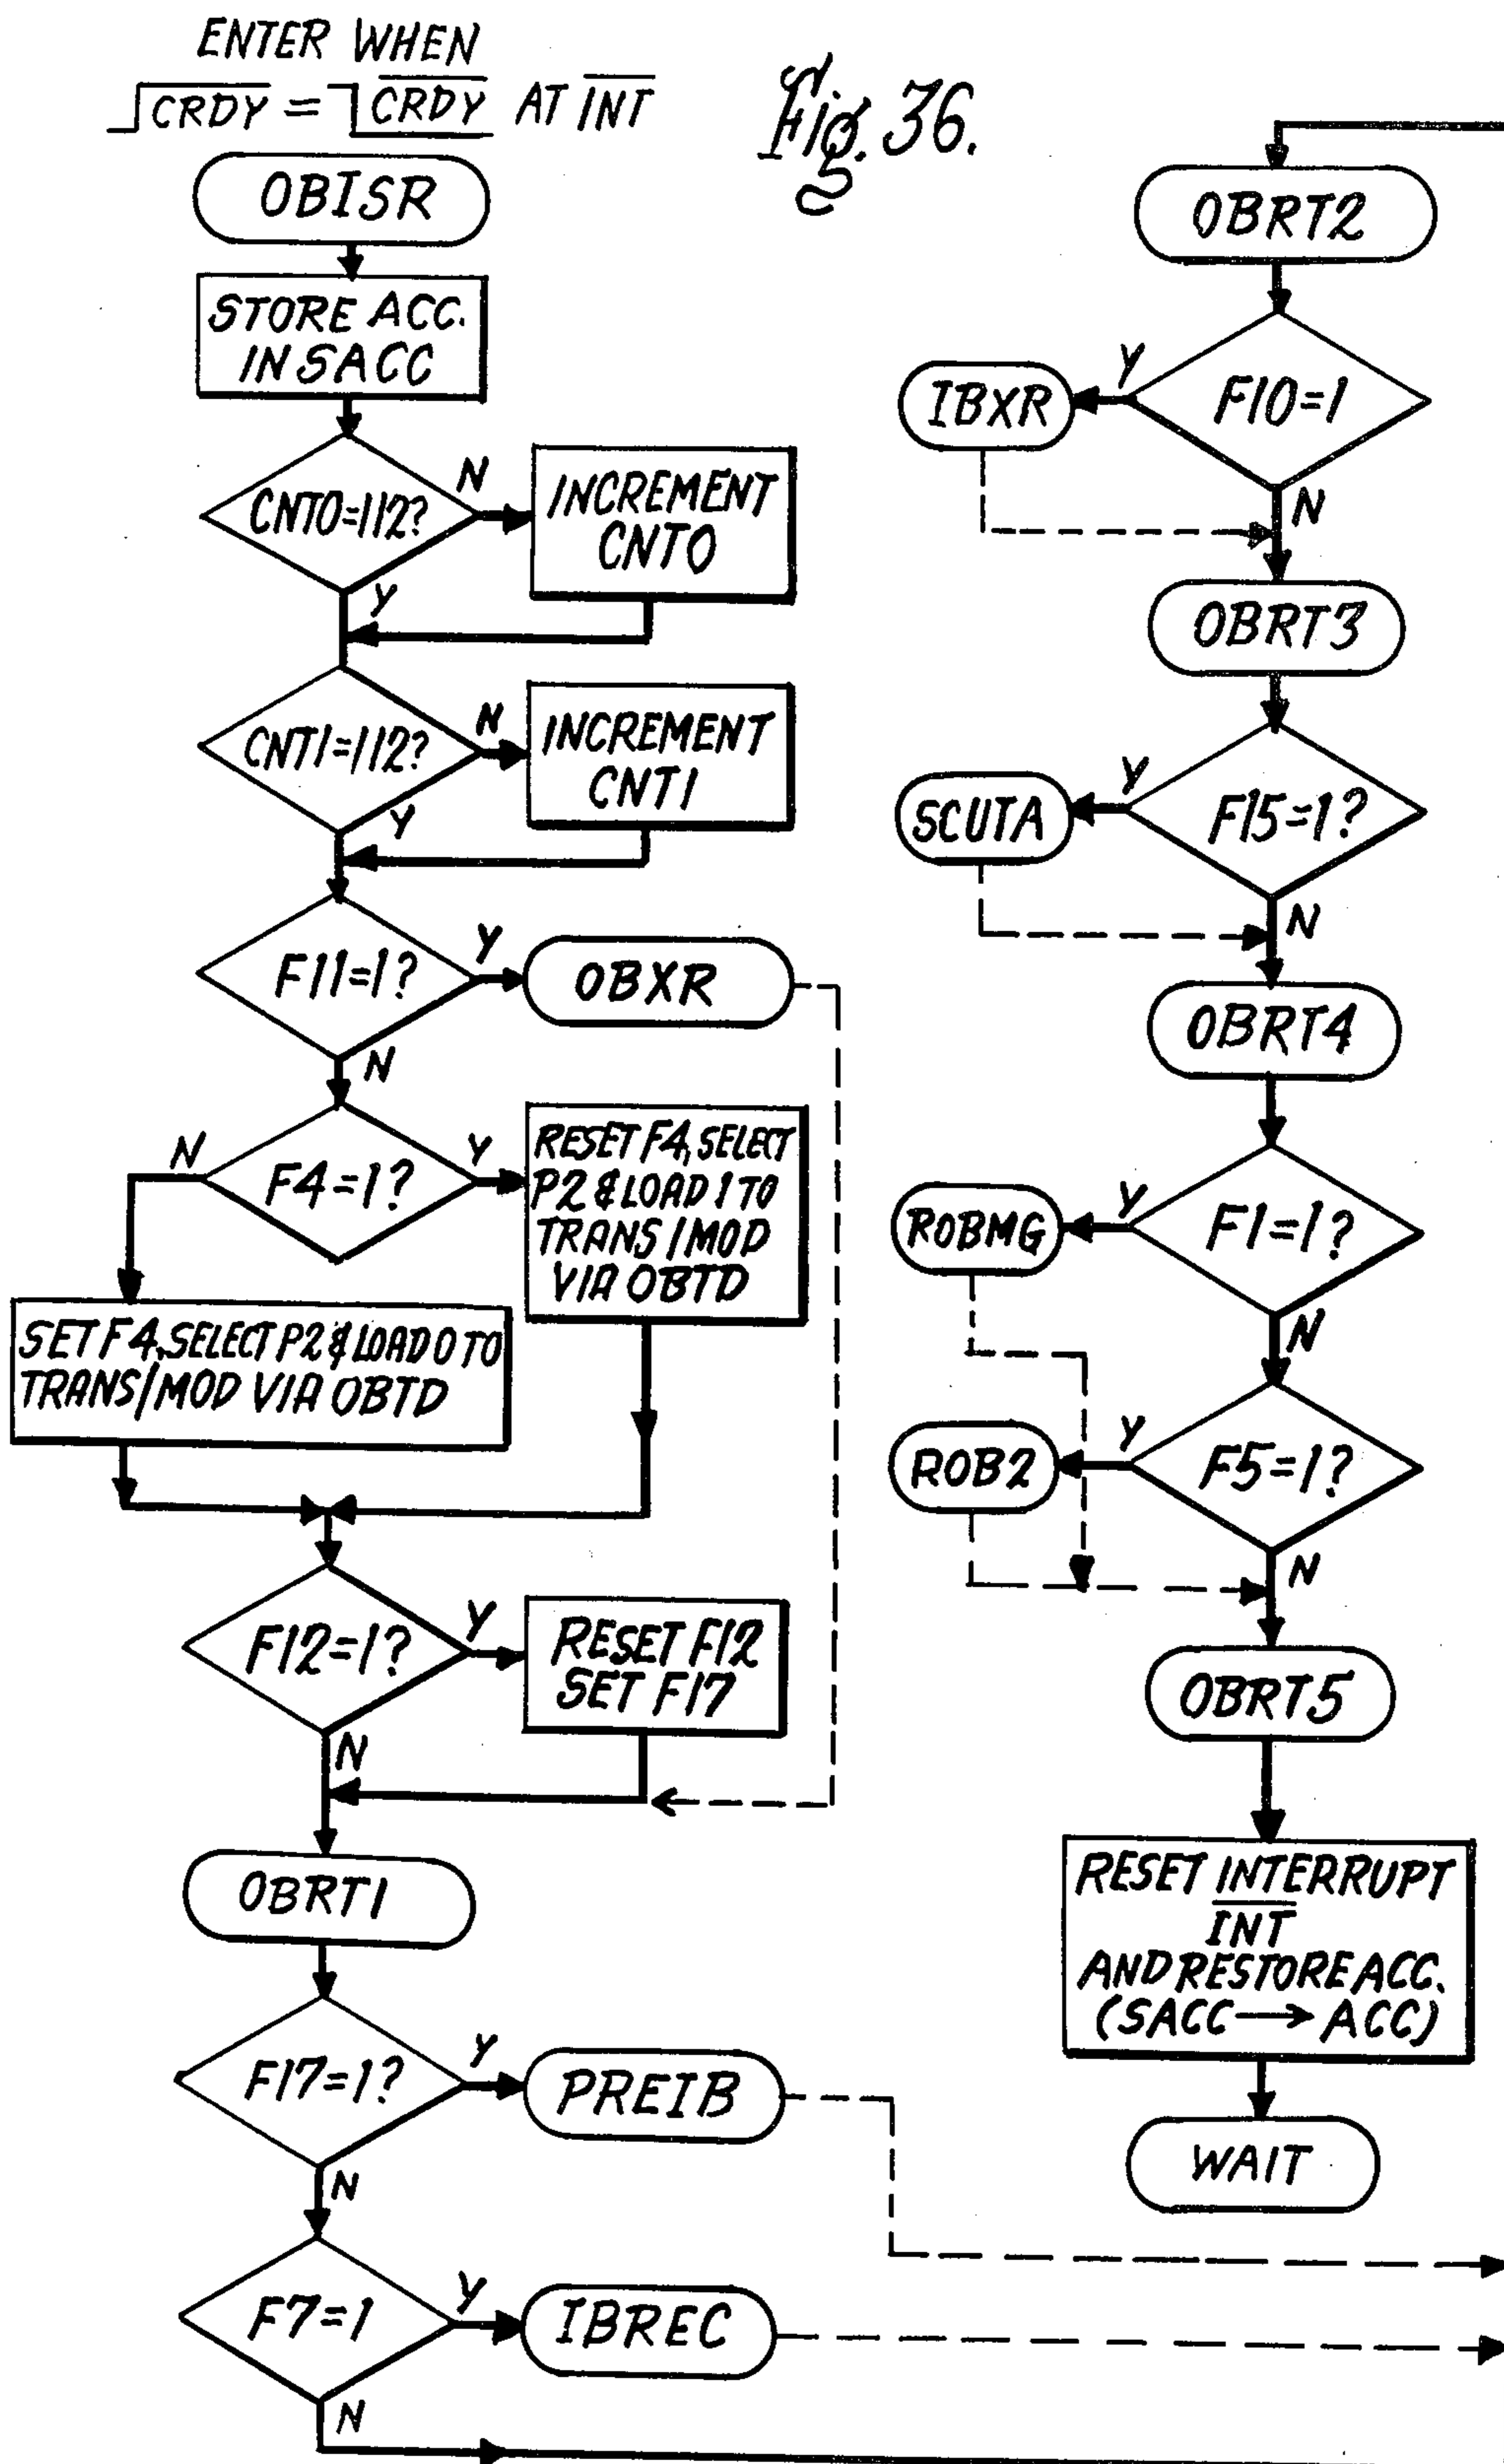 ENTER WHEN
CRDY = CRDY AT INT
Fig. 36.
OBISR
STORE ACC.
IN SACC
CNT0=112?
N
Y
INCREMENT
CNT0
CNT1=112?
N
Y
INCREMENT
CNT1
F11=1?
Y
N
OBXR
F4=1?
N
Y
RESET F4, SELECT
P2 & LOAD 1 TO
TRANS/MOD
VIA OBTD
SET F4, SELECT P2 & LOAD 0 TO
TRANS/MOD VIA OBTD
F12=1?
Y
N
RESET F12
SET F17
OBRT1
F17=1?
Y
N
PREIB
F7=1
Y
N
IBREC
OBRT2
F10=1
Y
N
IBXR
OBRT3
F15=1?
Y
N
SCUTA
OBRT4
F1=1?
Y
N
ROBMG
F5=1?
Y
N
ROB2
OBRT5
RESET INTERRUPT
INT
AND RESTORE ACC.
(SACC → ACC)
WAIT